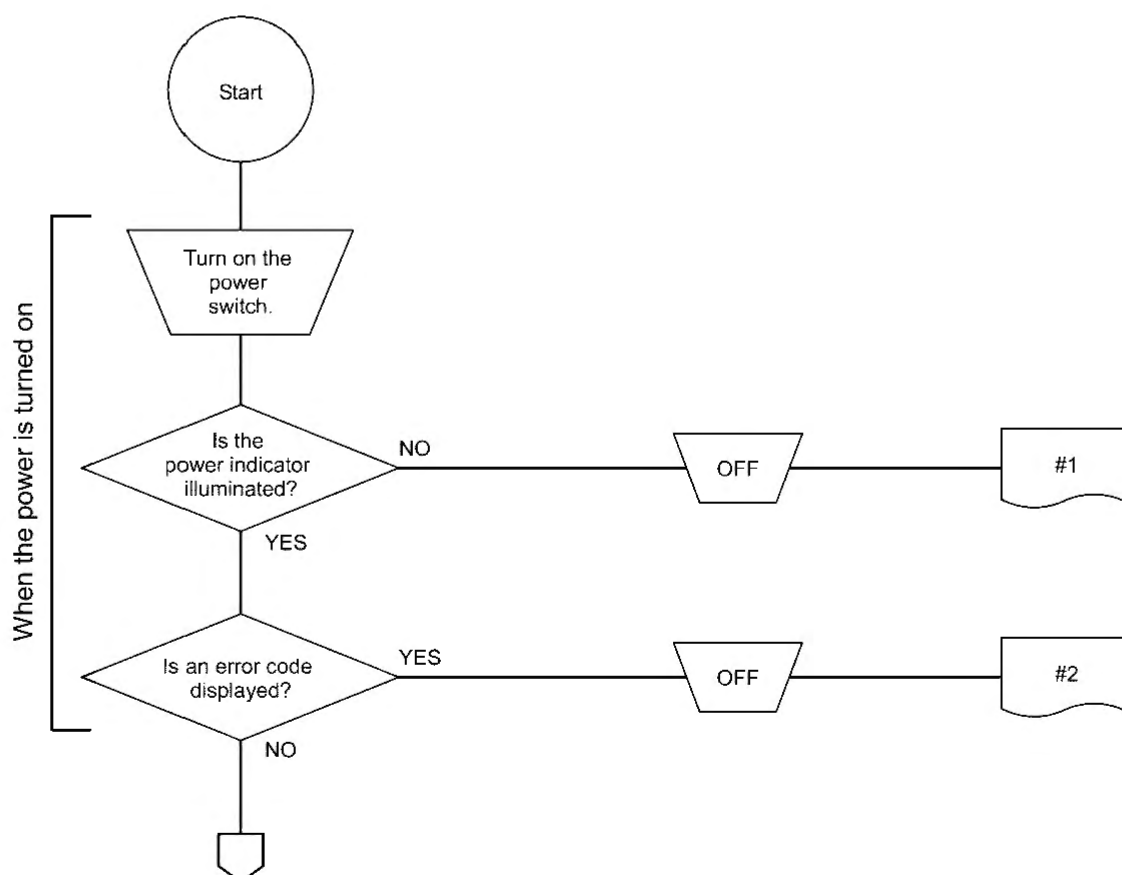 Start
When the power is turned on
Turn on the
power
switch.
Is the
power indicator
illuminated?
NO
OFF
#1
YES
Is an error code
displayed?
YES
OFF
#2
NO